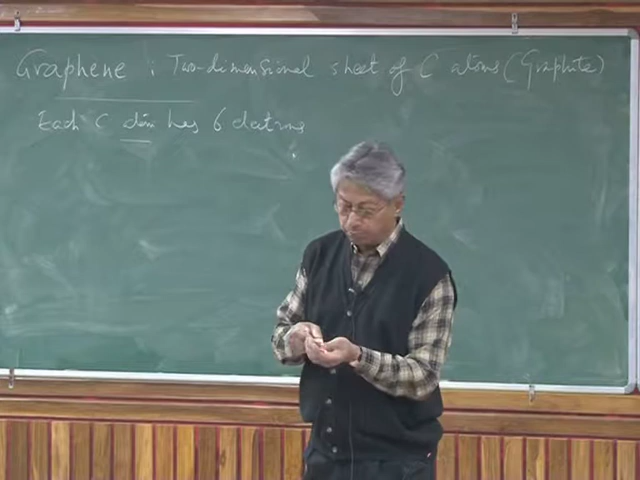 Graphene : Two-dimensional sheet of C atoms (Graphite)
Each C atom has 6 electrons